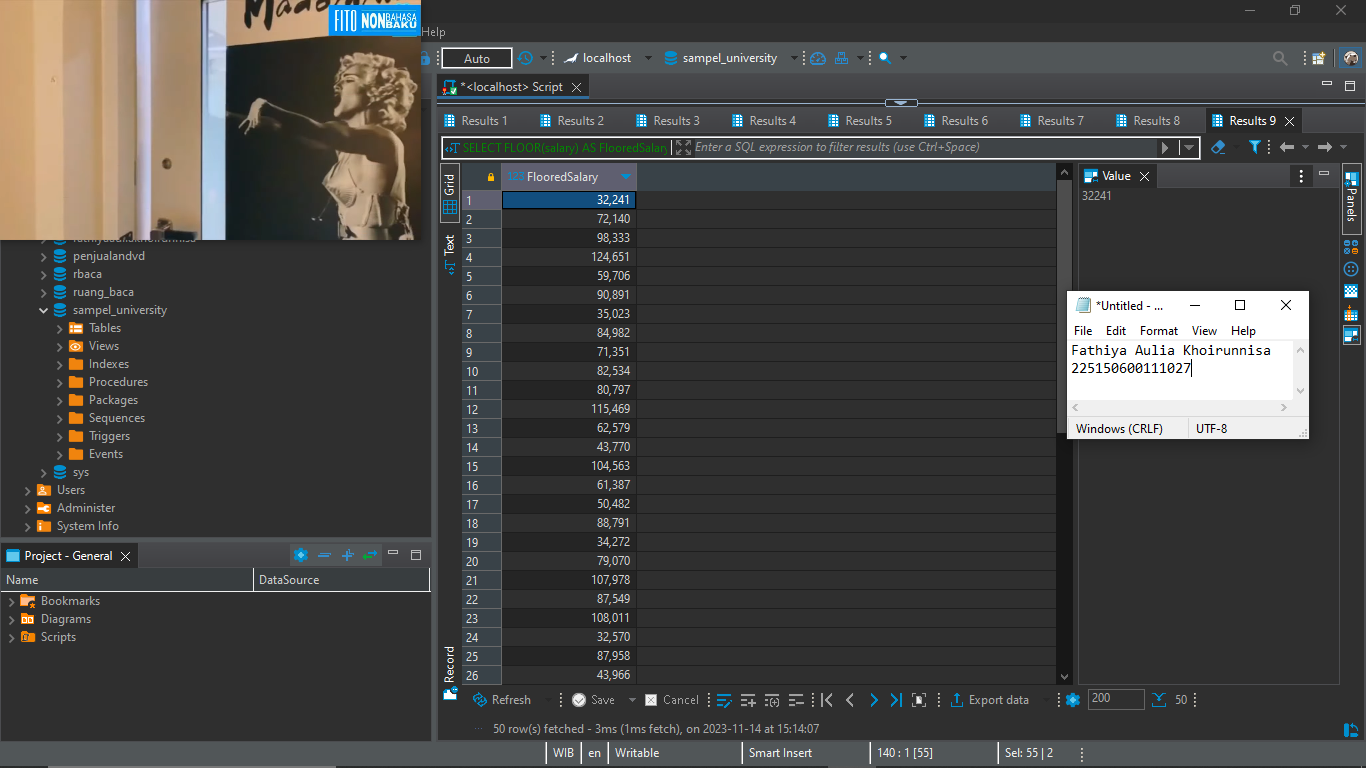 FITO NONBAHASA BAKU
Help
Auto
localhost
sampel_university
*<localhost> Script
Results 1
Results 2
Results 3
Results 4
Results 5
Results 6
Results 7
Results 8
Results 9
SELECT FLOOR(salary) AS FlooredSalary
Enter a SQL expression to filter results (use Ctrl+Space)
Grid
Text
Record
123 FlooredSalary
1 32,241
2 72,140
3 98,333
4 124,651
5 59,706
6 90,891
7 35,023
8 84,982
9 71,351
10 82,534
11 80,797
12 115,469
13 62,579
14 43,770
15 104,563
16 61,387
17 50,482
18 88,791
19 34,272
20 79,070
21 107,978
22 87,549
23 108,011
24 32,570
25 87,958
26 43,966
Value
32241
Panels
*Untitled - ...
File Edit Format View Help
Fathiya Aulia Khoirunnisa
225150600111027
Windows (CRLF)
UTF-8
penjualandvd
rbaca
ruang_baca
sampel_university
Tables
Views
Indexes
Procedures
Packages
Sequences
Triggers
Events
sys
Users
Administer
System Info
Project - General
Name
DataSource
Bookmarks
Diagrams
Scripts
Refresh
Save
Cancel
Export data
200
50
50 row(s) fetched - 3ms (1ms fetch), on 2023-11-14 at 15:14:07
WIB
en
Writable
Smart Insert
140 : 1 [55]
Sel: 55 | 2